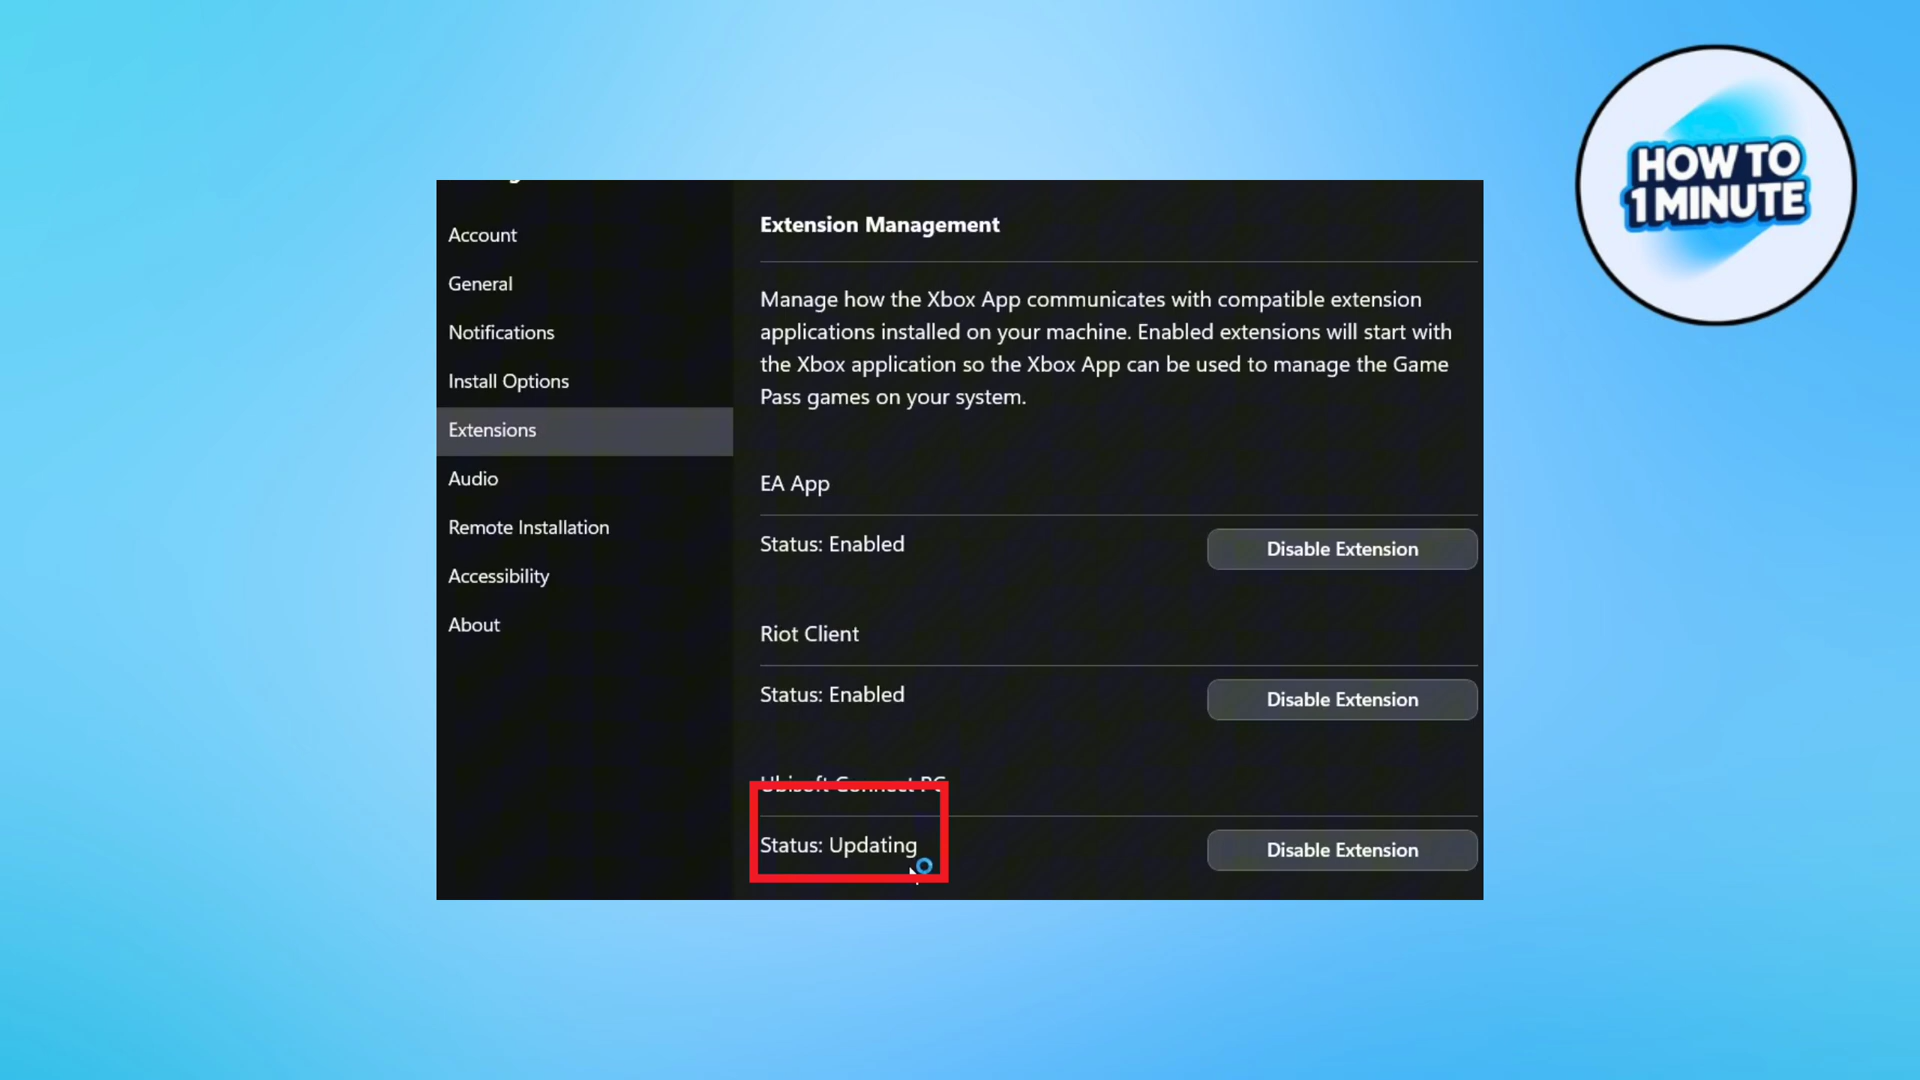 HOW TO
1 MINUTE
Account
General
Notifications
Install Options
Extensions
Audio
Remote Installation
Accessibility
About
Extension Management
Manage how the Xbox App communicates with compatible extension
applications installed on your machine. Enabled extensions will start with
the Xbox application so the Xbox App can be used to manage the Game
Pass games on your system.
EA App
Status: Enabled
Disable Extension
Riot Client
Status: Enabled
Disable Extension
Ubisoft Connect PC
Status: Updating
Disable Extension